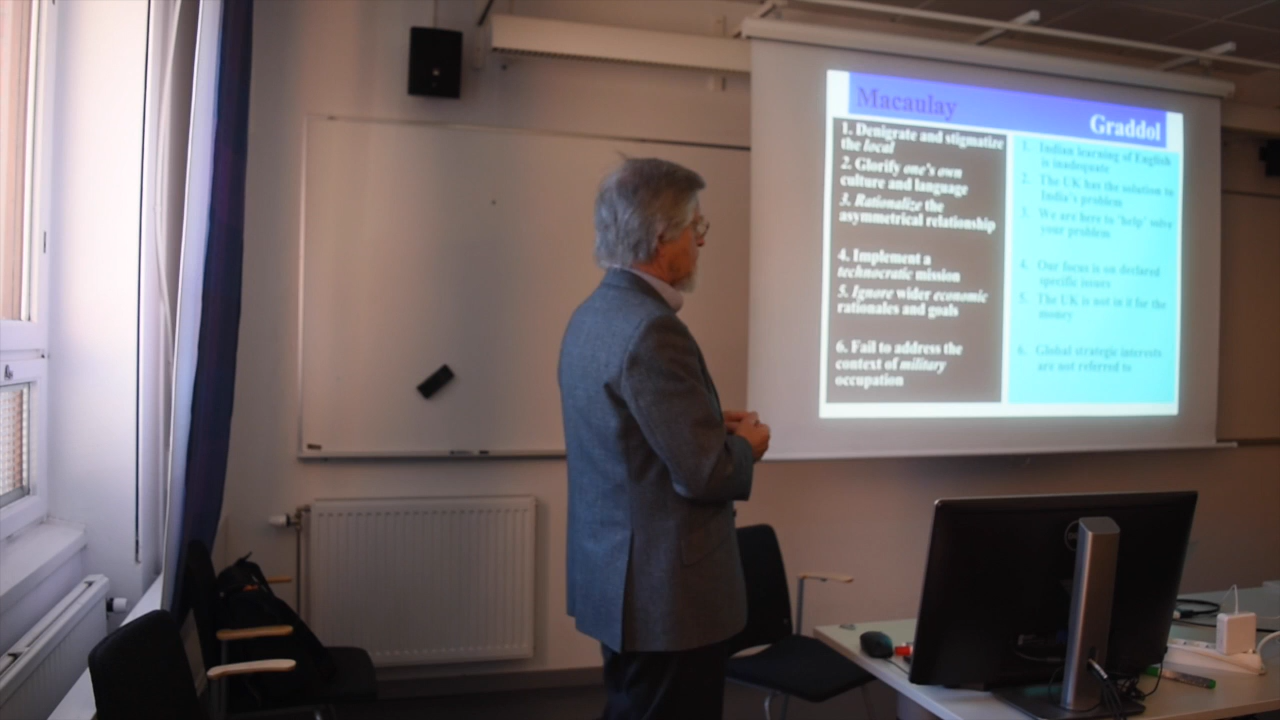 Macaulay
Graddol
1. Denigrate and stigmatize
the local
2. Glorify one's own
culture and language
3. Rationalize the
asymmetrical relationship
4. Implement a
technocratic mission
5. Ignore wider economic
rationales and goals
6. Fail to address the
context of military
occupation
1. Indian learning of English
is inadequate
2. The UK has the solution to
India's problem
3. We are here to 'help' solve
your problem
4. Our focus is on declared
specific issues
5. The UK is not in it for the
money
6. Global strategic interests
are not referred to